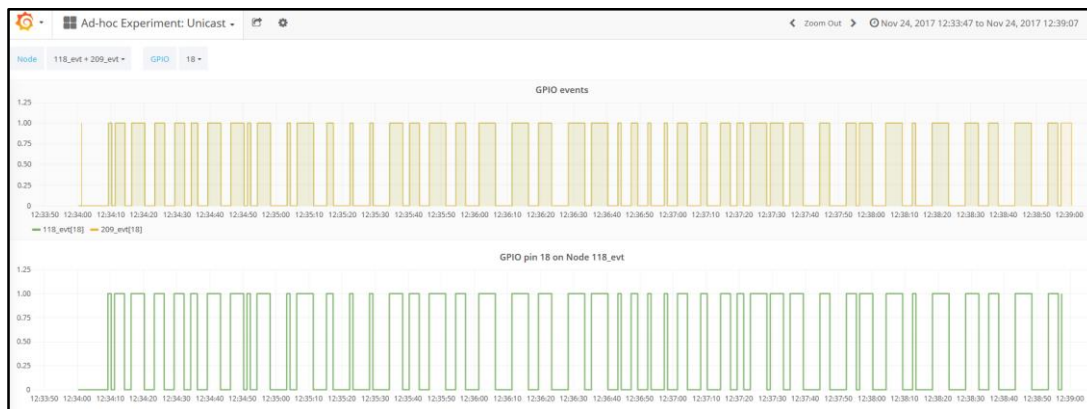 Ad-hoc Experiment: Unicast
Zoom Out
Nov 24, 2017 12:33:47 to Nov 24, 2017 12:39:07
Node 118_evt + 209_evt GPIO 18
GPIO events
1.25
1.00
0.75
0.50
0.25
0
12:33:50 12:34:00 12:34:10 12:34:20 12:34:30 12:34:40 12:34:50 12:35:00 12:35:10 12:35:20 12:35:30 12:35:40 12:35:50 12:36:00 12:36:10 12:36:20 12:36:30 12:36:40 12:36:50 12:37:00 12:37:10 12:37:20 12:37:30 12:37:40 12:37:50 12:38:00 12:38:10 12:38:20 12:38:30 12:38:40 12:38:50 12:39:00
118_evt[18] 209_evt[18]
GPIO pin 18 on Node 118_evt
1.25
1.00
0.75
0.50
0.25
0
12:33:50 12:34:00 12:34:10 12:34:20 12:34:30 12:34:40 12:34:50 12:35:00 12:35:10 12:35:20 12:35:30 12:35:40 12:35:50 12:36:00 12:36:10 12:36:20 12:36:30 12:36:40 12:36:50 12:37:00 12:37:10 12:37:20 12:37:30 12:37:40 12:37:50 12:38:00 12:38:10 12:38:20 12:38:30 12:38:40 12:38:50 12:39:00